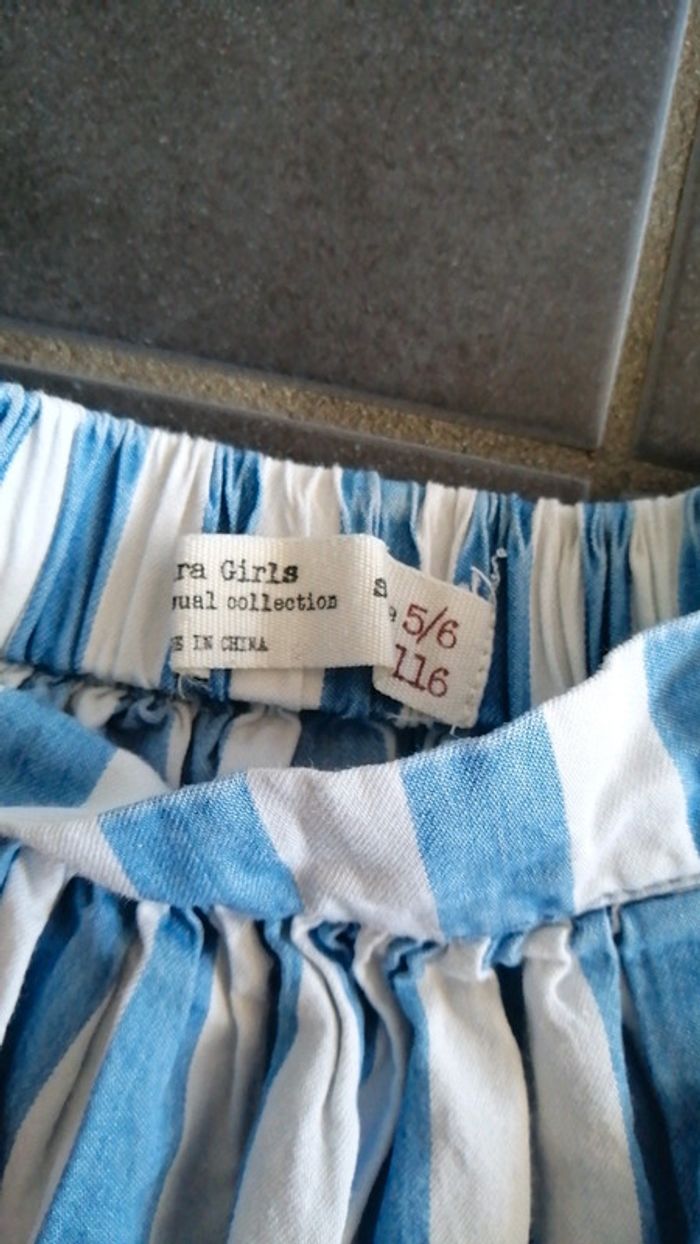 ra Girls
ual collection
E IN CHINA
5/6
116